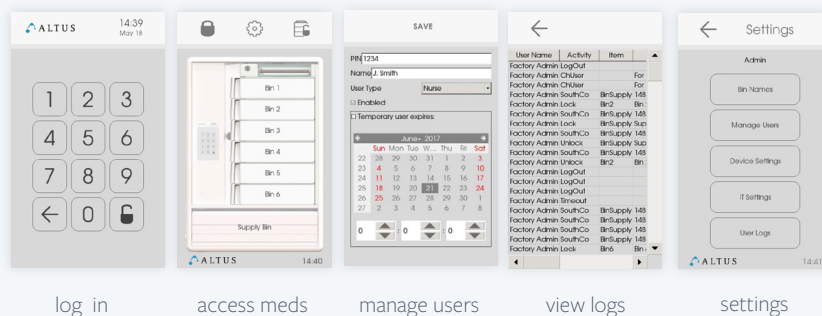 ALTUS
14:39
May 18
1 2 3
4 5 6
7 8 9
0
log in
Bin 1
Bin 2
Bin 3
Bin 4
Bin 5
Bin 6
Supply Bin
ALTUS 14:40
access meds
SAVE
PIN 1234
Name J. Smith
User Type Nurse
Enabled
Temporary user expires:
June, 2017
Sun Mon Tue W... Thu Fri Sat
22 28 29 30 31 1 2 3
23 4 5 6 7 8 9 10
24 11 12 13 14 15 16 17
25 18 19 20 21 22 23 24
26 25 26 27 28 29 30 1
27 2 3 4 5 6 7 8
0 : 0 : 0
manage users
User Name Activity Item
Factory Admin LogOut
Factory Admin ChUser For
Factory Admin ChUser For
Factory Admin SouthCo BinSupply 148
Factory Admin Lock Bin2 Bin
Factory Admin SouthCo BinSupply 148
Factory Admin Lock BinSupply Sup
Factory Admin SouthCo BinSupply 148
Factory Admin Unlock BinSupply Sup
Factory Admin SouthCo BinSupply 148
Factory Admin Unlock Bin2 Bin
Factory Admin LogOut
Factory Admin LogOut
Factory Admin LogOut
Factory Admin Timeout
Factory Admin SouthCo BinSupply 148
Factory Admin SouthCo BinSupply 148
Factory Admin SouthCo BinSupply 148
Factory Admin Lock Bin6 Bin
view logs
Settings
Admin
Bin Names
Manage Users
Device Settings
IT Settings
User Logs
ALTUS 14:41
settings